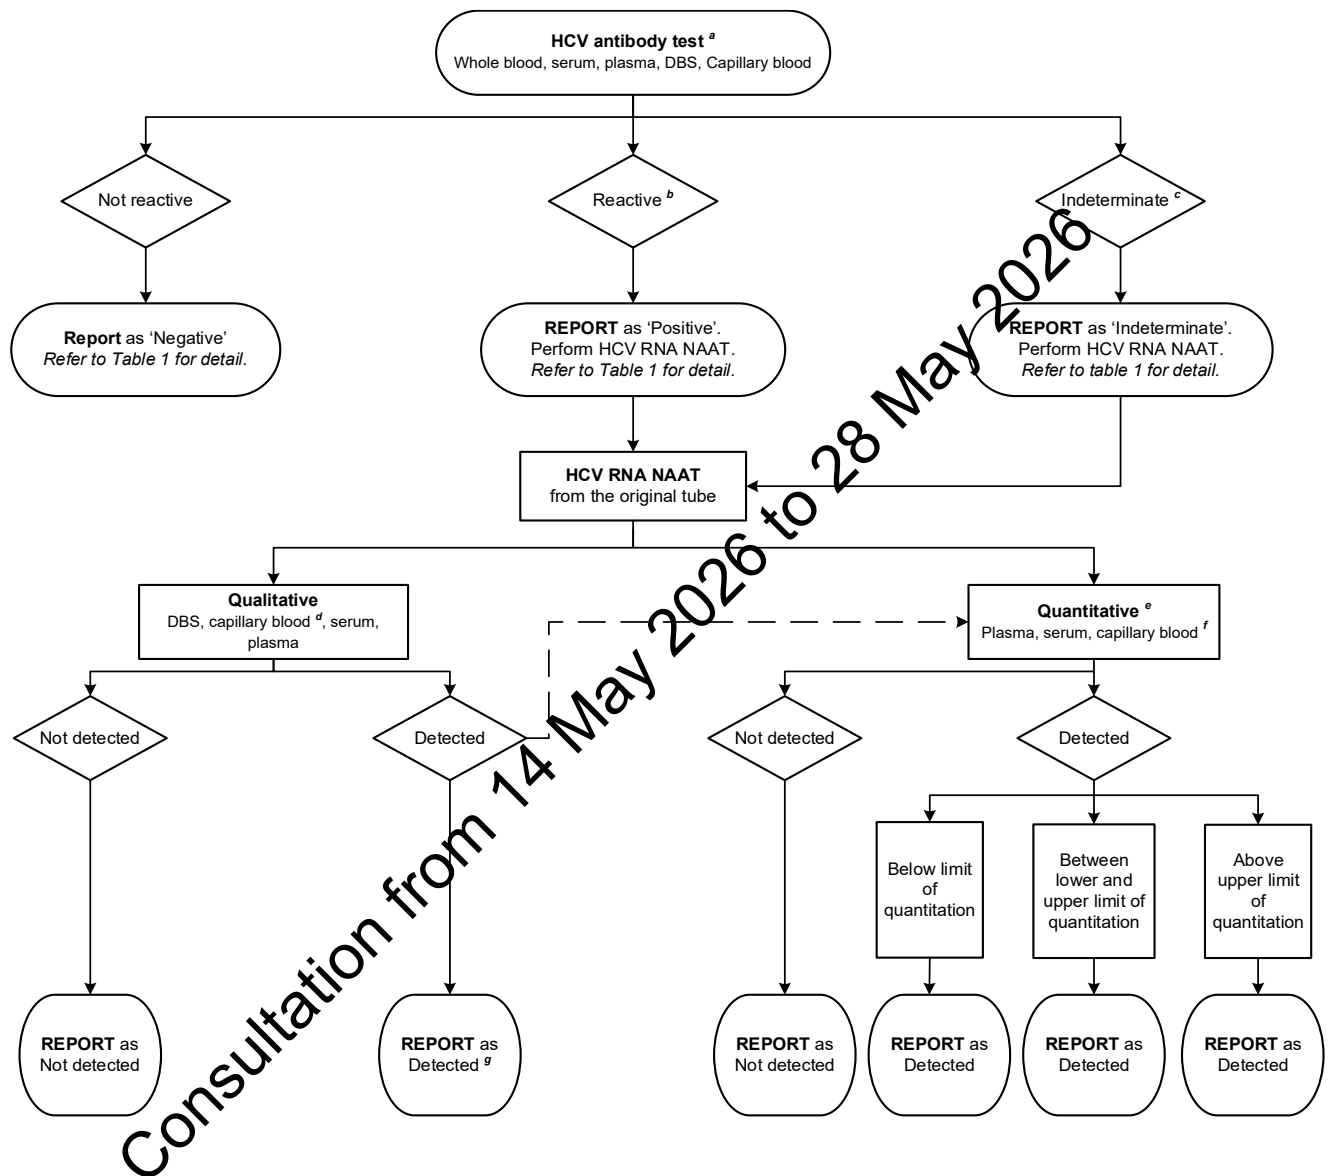 HCV antibody test a
Whole blood, serum, plasma, DBS, Capillary blood
Not reactive
Reactive b
Indeterminate c
Report as ‘Negative’
Refer to Table 1 for detail.
REPORT as ‘Positive’.
Perform HCV RNA NAAT.
Refer to Table 1 for detail.
REPORT as ‘Indeterminate’.
Perform HCV RNA NAAT.
Refer to table 1 for detail.
HCV RNA NAAT
from the original tube
Qualitative
DBS, capillary blood d, serum,
plasma
Quantitative e
Plasma, serum, capillary blood f
Not detected
Detected
Not detected
Detected
Below limit
of
quantitation
Between
lower and
upper limit of
quantitation
Above
upper limit
of
quantitation
REPORT as
Not detected
REPORT as
Detected g
REPORT as
Not detected
REPORT as
Detected
REPORT as
Detected
REPORT as
Detected
Consultation from 14 May 2026 to 28 May 2026